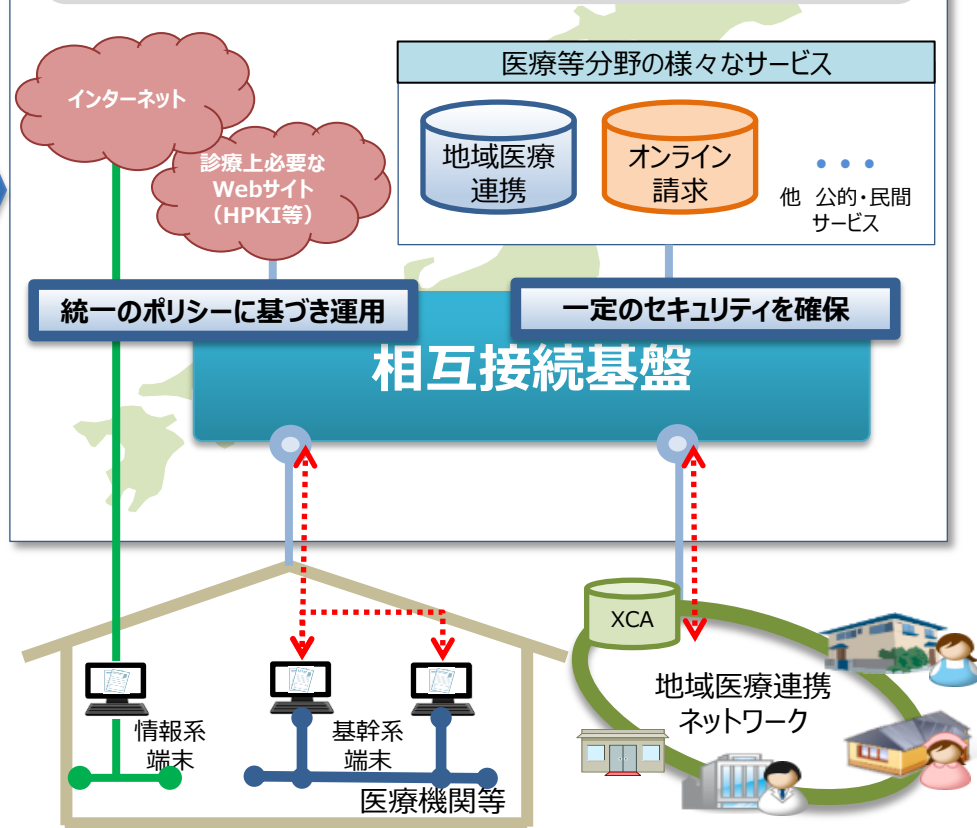 インターネット
診療上必要な
Webサイト
(HPKI等)
医療等分野の様々なサービス
地域医療
連携
オンライン
請求
・・・
他 公的・民間
サービス
統一のポリシーに基づき運用
一定のセキュリティを確保
相互接続基盤
XCA
地域医療連携
ネットワーク
情報系
端末
基幹系
端末
医療機関等